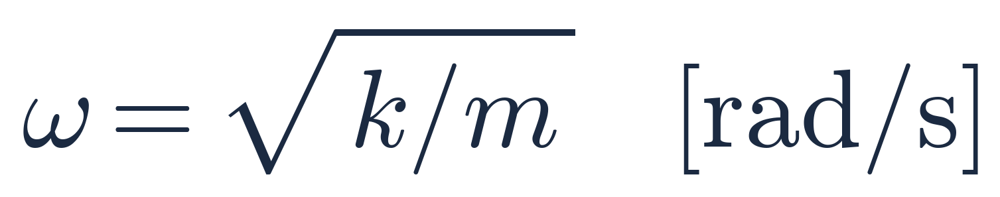 ω = √k/m [rad/s]